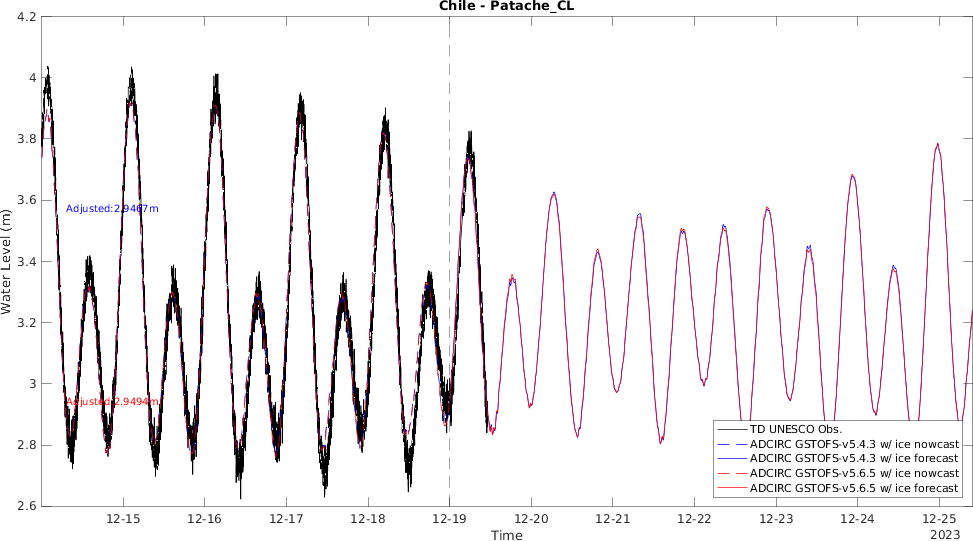 Chile - Patache_CL
4.2
4
3.8
3.6
3.4
3.2
3
2.8
2.6
Water Level (m)
Adjusted:2.9467m
Adjusted:2.9494m
TD UNESCO Obs.
ADCIRC GSTOFS-v5.4.3 w/ ice nowcast
ADCIRC GSTOFS-v5.4.3 w/ ice forecast
ADCIRC GSTOFS-v5.6.5 w/ ice nowcast
ADCIRC GSTOFS-v5.6.5 w/ ice forecast
12-15 12-16 12-17 12-18 12-19 12-20 12-21 12-22 12-23 12-24 12-25
Time
2023